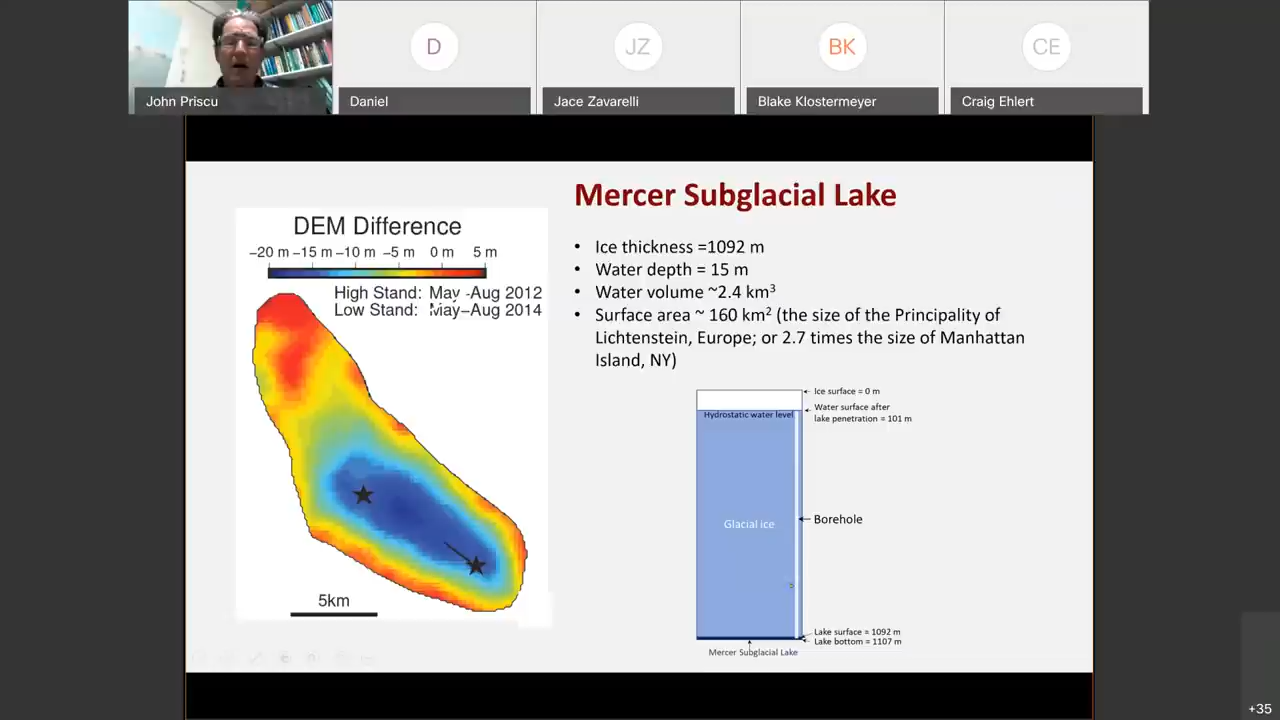 D
JZ
BK
CE
John Priscu
Daniel
Jace Zavarelli
Blake Klostermeyer
Craig Ehlert
Mercer Subglacial Lake
DEM Difference
−20 m −15 m −10 m −5 m 0 m 5 m
High Stand: May -Aug 2012
Low Stand: May−Aug 2014
5km
• Ice thickness =1092 m
• Water depth = 15 m
• Water volume ~2.4 km³
• Surface area ~ 160 km² (the size of the Principality of
Lichtenstein, Europe; or 2.7 times the size of Manhattan
Island, NY)
Ice surface = 0 m
Water surface after
lake penetration = 101 m
Hydrostatic water level
Glacial ice
Borehole
Lake surface = 1092 m
Lake bottom = 1107 m
Mercer Subglacial Lake
+35